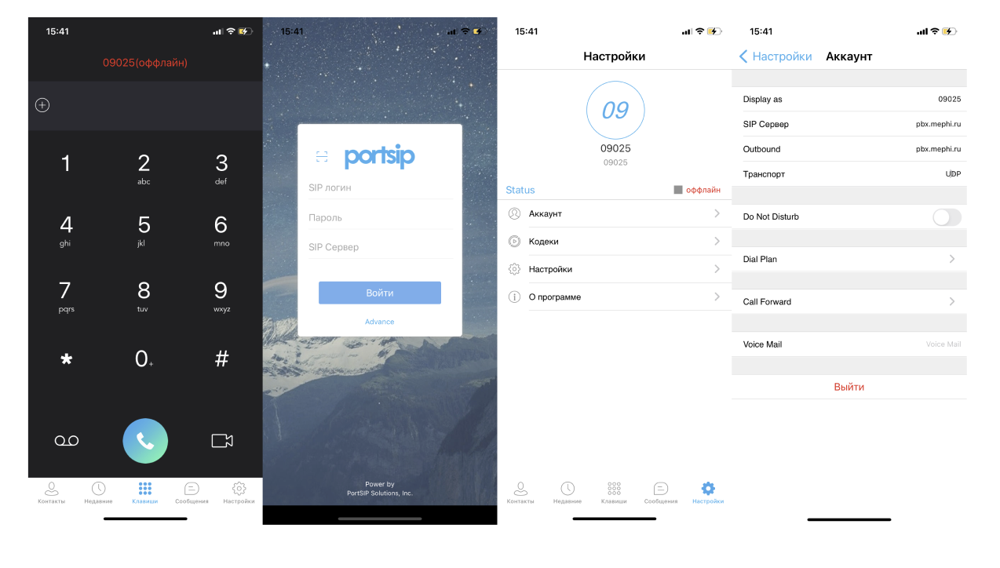 15:41
09025(оффлайн)
1
2
abc
3
def
4
ghi
5
jkl
6
mno
7
pqrs
8
tuv
9
wxyz
*
0+
#
Контакты
Недавние
Клавиши
Сообщения
Настройки
15:41
portsip
SIP логин
Пароль
SIP Сервер
Войти
Advance
Power by
PortSIP Solutions, Inc.
15:41
Настройки
09
09025
09025
Status оффлайн
Аккаунт
Кодеки
Настройки
О программе
Контакты
Недавние
Клавиши
Сообщения
Настройки
15:41
Настройки Аккаунт
Display as 09025
SIP Сервер pbx.mephi.ru
Outbound pbx.mephi.ru
Транспорт UDP
Do Not Disturb
Dial Plan
Call Forward
Voice Mail Voice Mail
Выйти